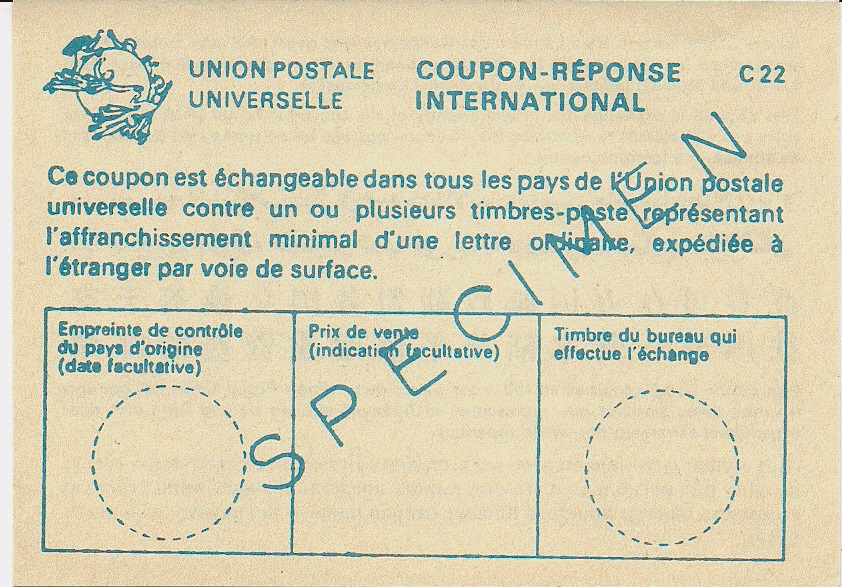 UNION POSTALE UNIVERSELLE
COUPON-RÉPONSE INTERNATIONAL
C 22
Ce coupon est échangeable dans tous les pays de l'Union postale
universelle contre un ou plusieurs timbres-poste représentant
l'affranchissement minimal d'une lettre ordinaire, expédiée à
l'étranger par voie de surface.
Empreinte de contrôle
du pays d'origine
(date facultative)
Prix de vente
(indication facultative)
Timbre du bureau qui
effectue l'échange
SPECIMEN